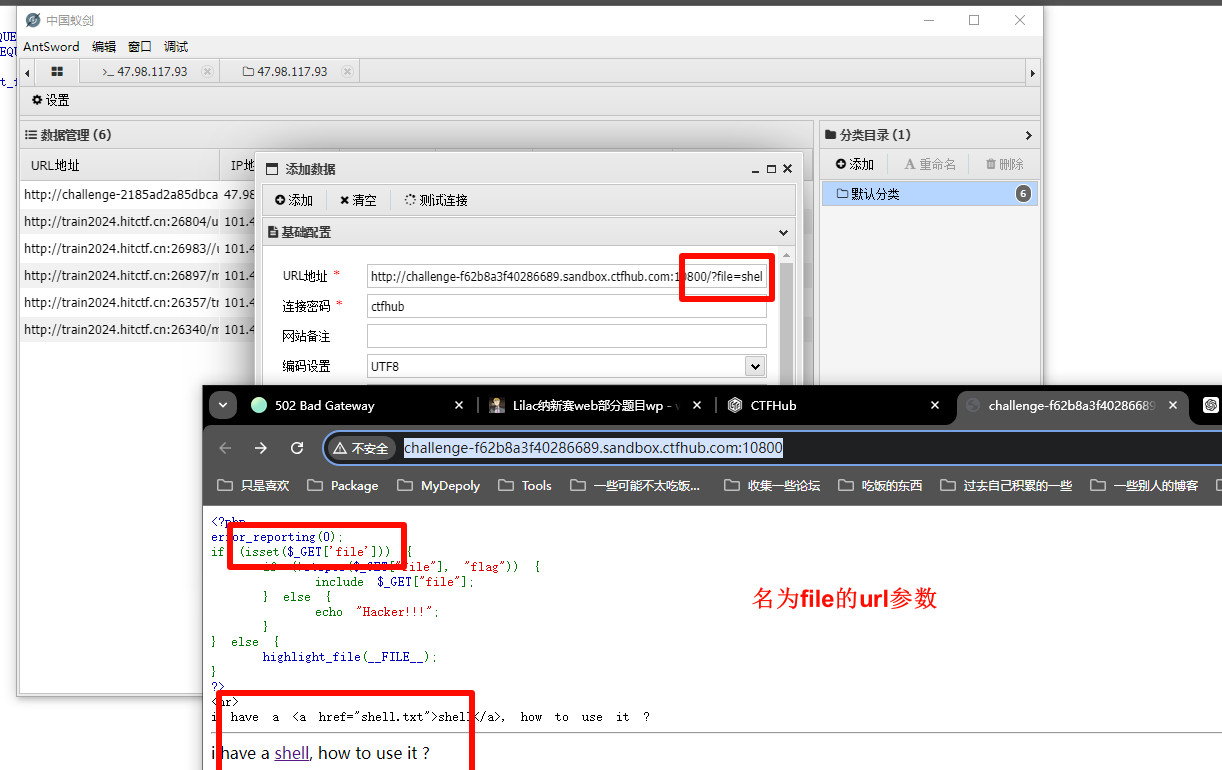 中国蚁剑
AntSword 编辑 窗口 调试
>_ 47.98.117.93
47.98.117.93
设置
数据管理 (6)
URL地址
IP地
http://challenge-2185ad2a85dbca 47.98
http://train2024.hitctf.cn:26804/u 101.4
http://train2024.hitctf.cn:26983//u 101.4
http://train2024.hitctf.cn:26897/m 101.4
http://train2024.hitctf.cn:26357/tr 101.4
http://train2024.hitctf.cn:26340/m 101.4
分类目录 (1)
添加 重命名 删除
默认分类 6
添加数据
添加 清空 测试连接
基础配置
URL地址 * http://challenge-f62b8a3f40286689.sandbox.ctfhub.com:10800/?file=shel
连接密码 * ctfhub
网站备注
编码设置 UTF8
502 Bad Gateway
Lilac纳新赛web部分题目wp -
CTFHub
challenge-f62b8a3f40286689
不安全 challenge-f62b8a3f40286689.sandbox.ctfhub.com:10800
只是喜欢 Package MyDepoly Tools 一些可能不太吃饭... 收集一些论坛 吃饭的东西 过去自己积累的一些 一些别人的博客
<?php
error_reporting(0);
if (isset($_GET['file'])) {
"file"], "flag")) {
include $_GET["file"];
} else {
echo "Hacker!!!";
}
} else {
highlight_file(__FILE__);
}
?>
<hr>
i have a <a href="shell.txt">shell</a>, how to use it ?
i have a shell, how to use it ?
名为file的url参数